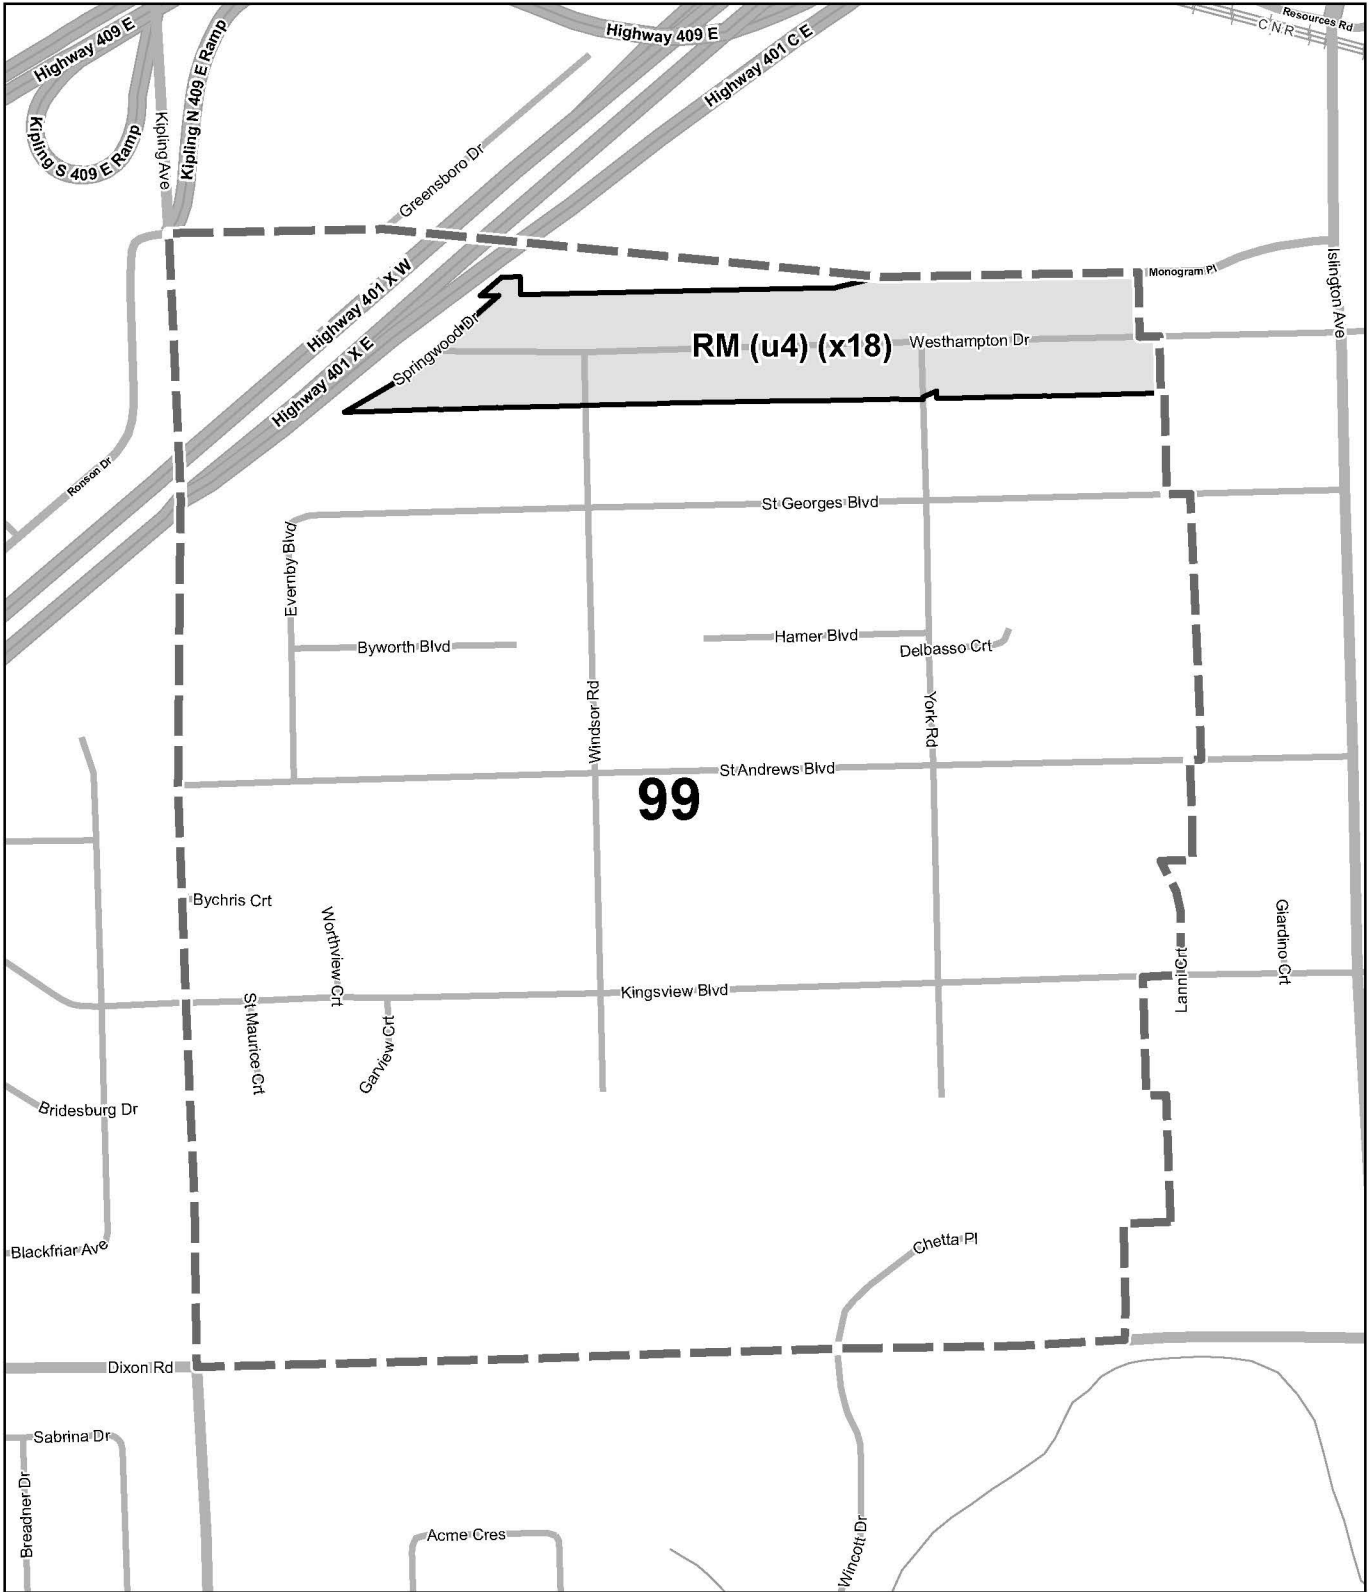 Highway 409 E
Highway 409 E
Resources Rd
C N R
Highway 401 C E
Kipling N 409 E Ramp
Kipling Ave
Kipling S 409 E Ramp
Greensboro Dr
Monogram Pl
Islington Ave
Highway 401 X W
Springwood Dr
RM (u4) (x18)
Westhampton Dr
Highway 401 X E
Ronson Dr
St Georges Blvd
Evernby Blvd
Byworth Blvd
Hamer Blvd
Delbasso Crt
Windsor Rd
York Rd
St Andrews Blvd
99
Bychris Crt
Worthview Crt
Giardino Crt
Lanni Crt
Kingsview Blvd
St Maurice Crt
Garview Crt
Bridesburg Dr
Blackfriar Ave
Chetta Pl
Dixon Rd
Sabrina Dr
Breadner Dr
Acme Cres
Wincott Dr